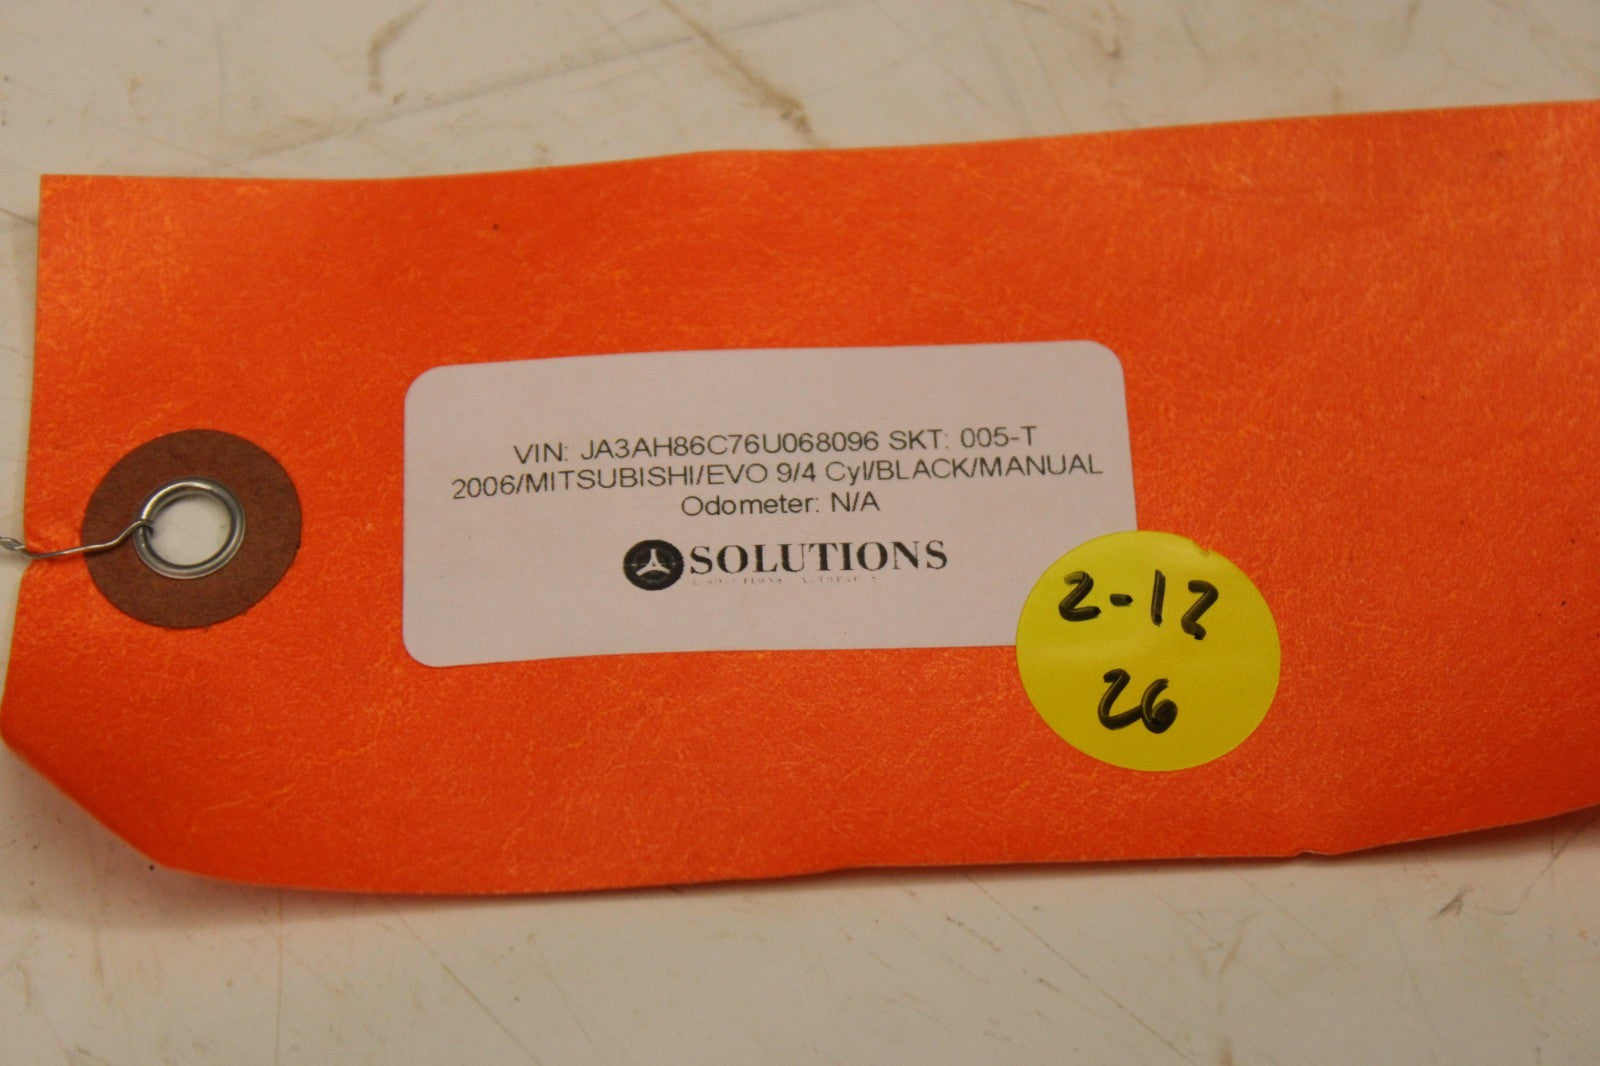 VIN: JA3AH86C76U068096 SKT: 005-T
2006/MITSUBISHI/EVO 9/4 Cyl/BLACK/MANUAL
Odometer: N/A
SOLUTIONS
2-12
26